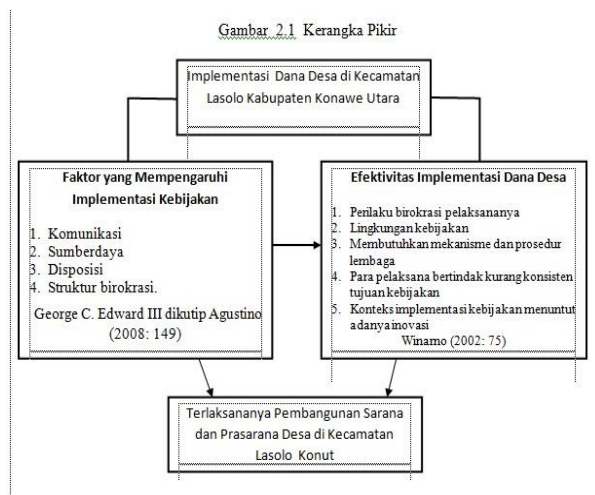 Gambar 2.1 Kerangka Pikir
Implementasi Dana Desa di Kecamatan
Lasolo Kabupaten Konawe Utara
Faktor yang Mempengaruhi
Implementasi Kebijakan
1. Komunikasi
2. Sumberdaya
3. Disposisi
4. Struktur birokrasi.
George C. Edward III dikutip Agustino
(2008: 149)
Efektivitas Implementasi Dana Desa
1. Perilaku birokrasi pelaksananya
2. Lingkungan kebijakan
3. Membutuhkan mekanisme dan prosedur
lembaga
4. Para pelaksana bertindak kurang konsisten
tujuan kebijakan
5. Konteks implementasi kebijakan menuntut
adanya inovasi
Winarno (2002: 75)
Terlaksananya Pembangunan Sarana
dan Prasarana Desa di Kecamatan
Lasolo Konut